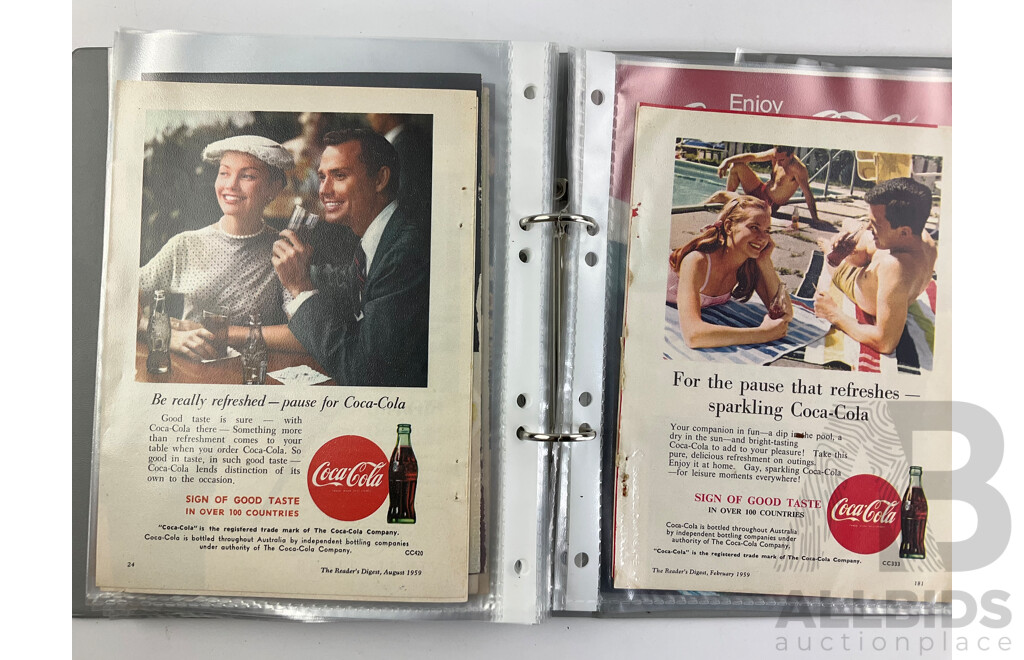 Be really refreshed — pause for Coca-Cola
Good taste is sure — with
Coca-Cola there — Something more
than refreshment comes to your
table when you order Coca-Cola. So
good in taste, in such good taste —
Coca-Cola lends distinction of its
own to the occasion.
SIGN OF GOOD TASTE
IN OVER 100 COUNTRIES
Coca-Cola
"Coca-Cola" is the registered trade mark of The Coca-Cola Company.
Coca-Cola is bottled throughout Australia by independent bottling companies
under authority of The Coca-Cola Company.
CC420
24
The Reader's Digest, August 1959
Enjoy
For the pause that refreshes —
sparkling Coca-Cola
Your companion in fun—a dip in the pool, a
dry in the sun—and bright-tasting
Coca-Cola to add to your pleasure! Take this
pure, delicious refreshment on outings.
Enjoy it at home. Gay, sparkling Coca-Cola
—for leisure moments everywhere!
SIGN OF GOOD TASTE
IN OVER 100 COUNTRIES
Coca-Cola
Coca-Cola is bottled throughout Australia
by independent bottling companies under
authority of The Coca-Cola Company.
"Coca-Cola" is the registered trade mark of The Coca-Cola Company.
CC333
The Reader's Digest, February 1959
181
B
ALLBIDS
auctionplace